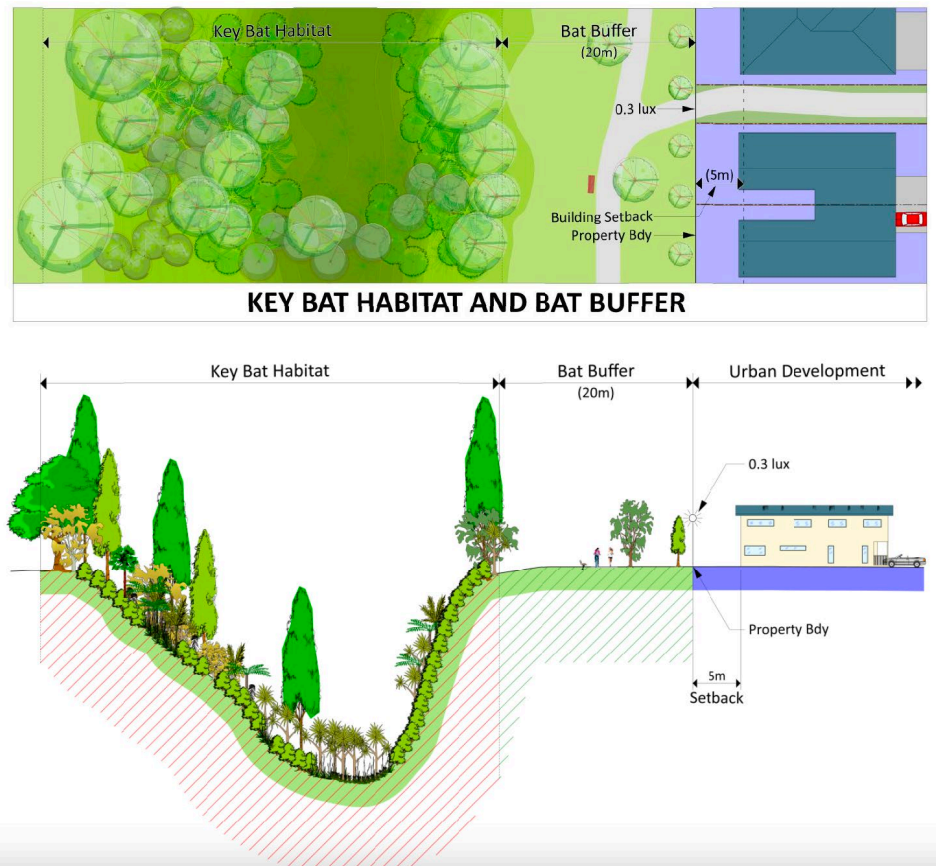 Key Bat Habitat
Bat Buffer
(20m)
0.3 lux
(5m)
Building Setback
Property Bdy
KEY BAT HABITAT AND BAT BUFFER
Key Bat Habitat
Bat Buffer
(20m)
Urban Development
0.3 lux
Property Bdy
5m
Setback